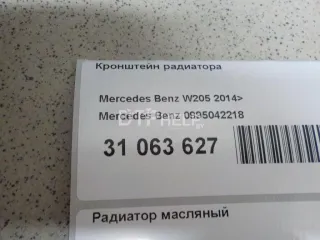 Кронштейн радиатора
Mercedes Benz W205 2014>
Mercedes Benz 0995042218
31 063 627
Радиатор масляный